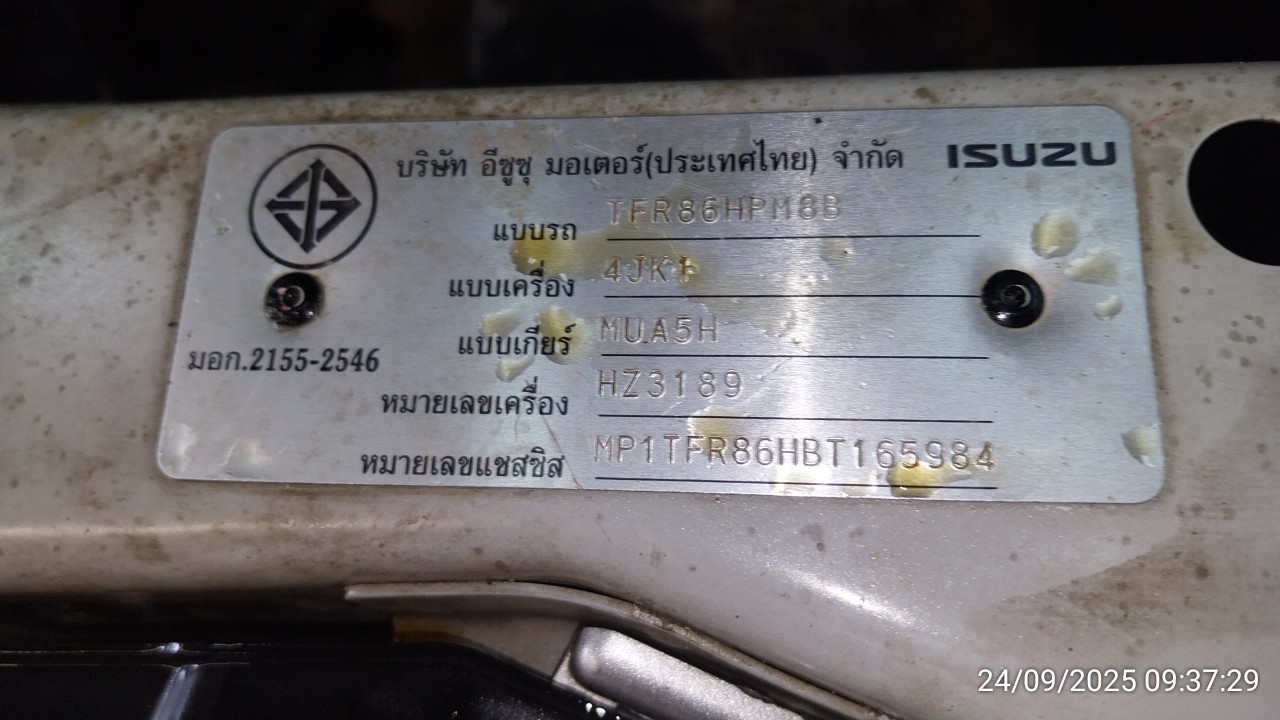 บริษัท อีซูซุ มอเตอร์(ประเทศไทย) จำกัด ISUZU
แบบรถ TFR86HPM8B
แบบเครื่อง 4JK1
แบบเกียร์ MUA5H
มอก.2155-2546
หมายเลขเครื่อง HZ3189
หมายเลขแชสซิส MP1TFR86HBT165984
24/09/2025 09:37:29